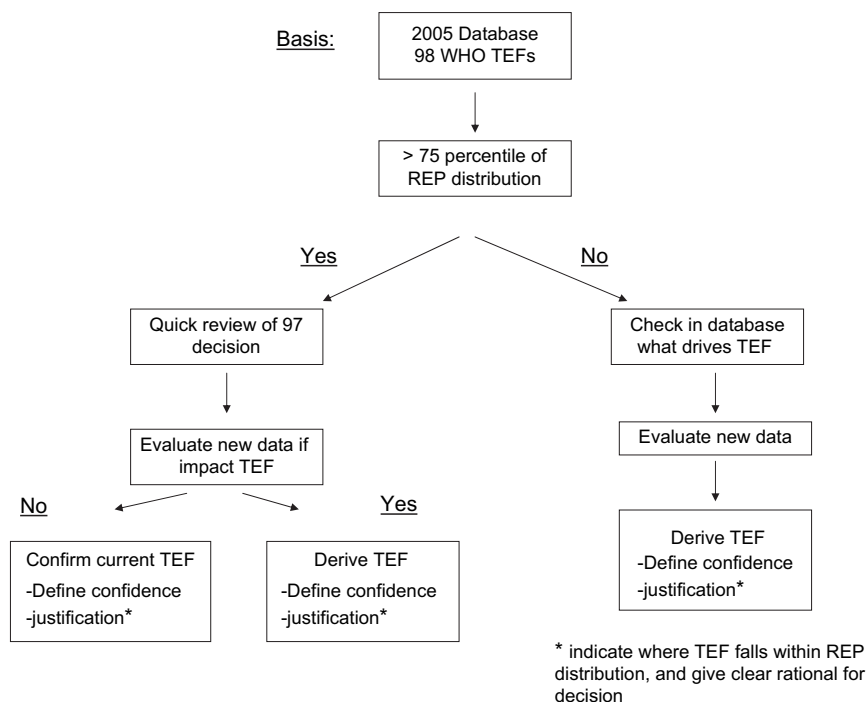 Basis:
2005 Database
98 WHO TEFs
> 75 percentile of
REP distribution
Yes
No
Quick review of 97
decision
Check in database
what drives TEF
Evaluate new data if
impact TEF
Evaluate new data
No
Yes
Confirm current TEF
-Define confidence
-justification*
Derive TEF
-Define confidence
-justification*
Derive TEF
-Define confidence
-justification*
* indicate where TEF falls within REP
distribution, and give clear rational for
decision